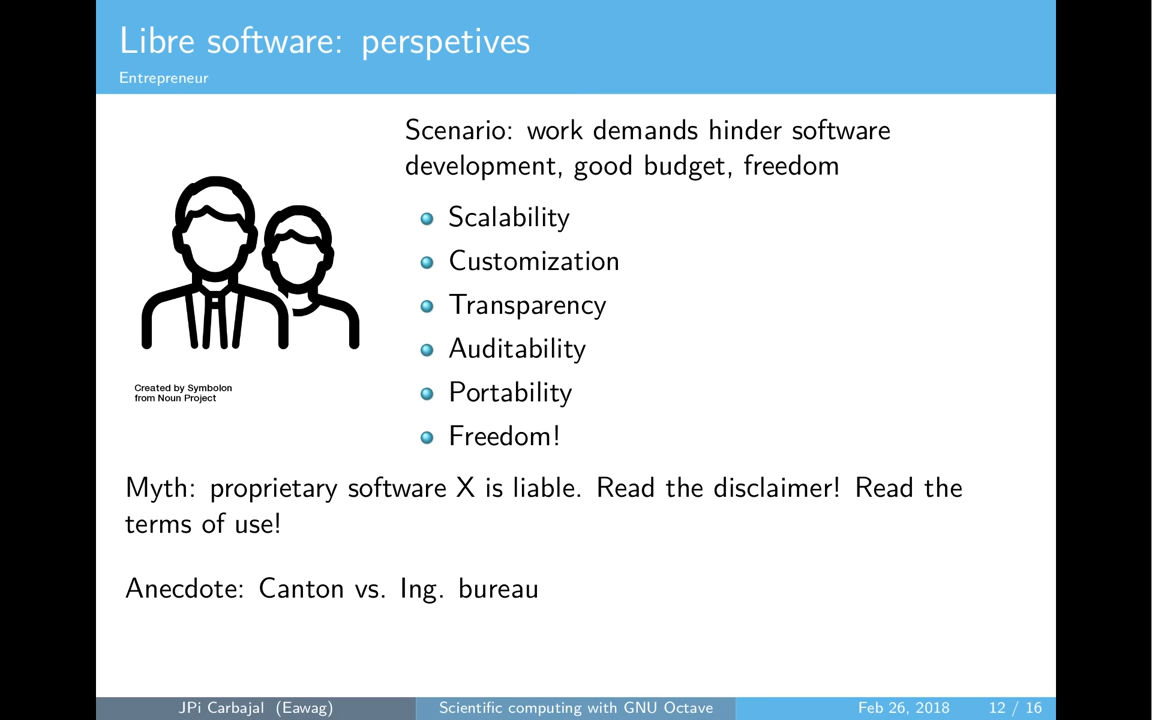 Libre software: perspetives
Entrepreneur
Scenario: work demands hinder software
development, good budget, freedom
Scalability
Customization
Transparency
Auditability
Portability
Freedom!
Created by Symbolon
from Noun Project
Myth: proprietary software X is liable. Read the disclaimer! Read the
terms of use!
Anecdote: Canton vs. Ing. bureau
JPi Carbajal (Eawag)
Scientific computing with GNU Octave
Feb 26, 2018
12 / 16